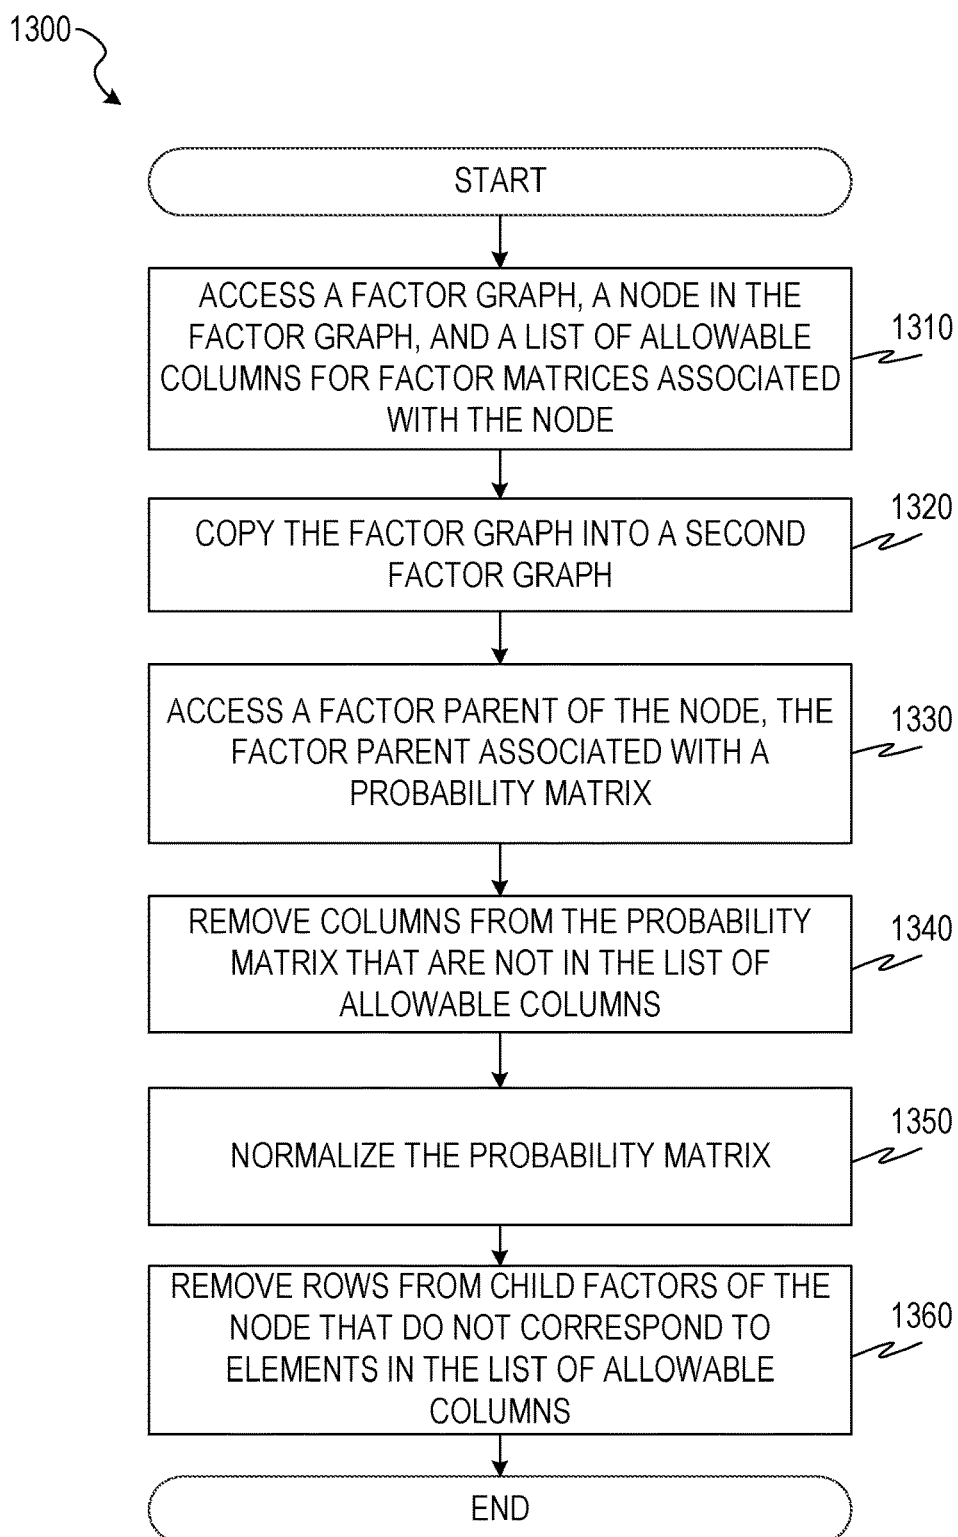 1300
START
ACCESS A FACTOR GRAPH, A NODE IN THE
FACTOR GRAPH, AND A LIST OF ALLOWABLE
COLUMNS FOR FACTOR MATRICES ASSOCIATED
WITH THE NODE
1310
COPY THE FACTOR GRAPH INTO A SECOND
FACTOR GRAPH
1320
ACCESS A FACTOR PARENT OF THE NODE, THE
FACTOR PARENT ASSOCIATED WITH A
PROBABILITY MATRIX
1330
REMOVE COLUMNS FROM THE PROBABILITY
MATRIX THAT ARE NOT IN THE LIST OF
ALLOWABLE COLUMNS
1340
NORMALIZE THE PROBABILITY MATRIX
1350
REMOVE ROWS FROM CHILD FACTORS OF THE
NODE THAT DO NOT CORRESPOND TO
ELEMENTS IN THE LIST OF ALLOWABLE
COLUMNS
1360
END